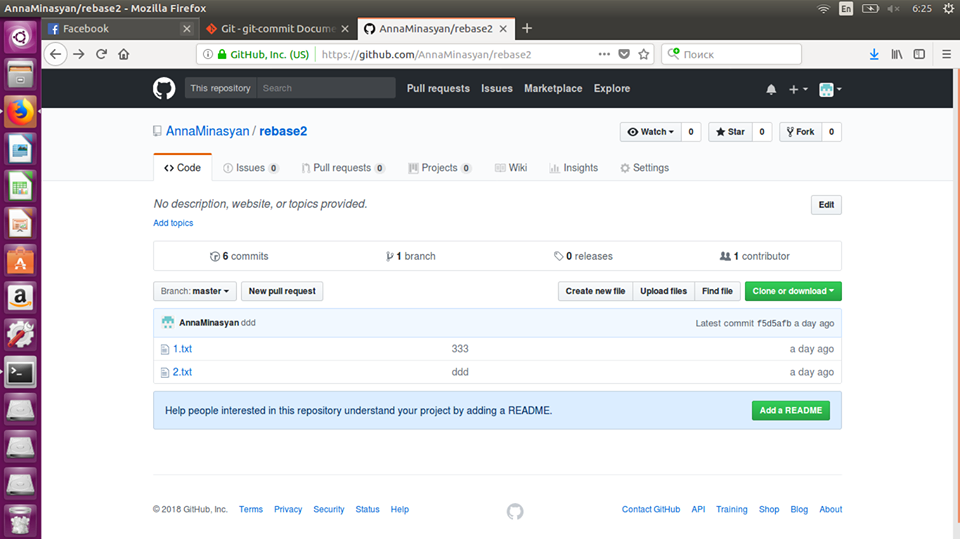 AnnaMinasyan/rebase2 - Mozilla Firefox
En
6:25
Facebook
Git - git-commit Docume
AnnaMinasyan/rebase2
GitHub, Inc. (US)
https://github.com/AnnaMinasyan/rebase2
Поиск
This repository
Search
Pull requests
Issues
Marketplace
Explore
AnnaMinasyan / rebase2
Watch 0
Star 0
Fork 0
Code
Issues 0
Pull requests 0
Projects 0
Wiki
Insights
Settings
No description, website, or topics provided.
Edit
Add topics
6 commits
1 branch
0 releases
1 contributor
Branch: master
New pull request
Create new file
Upload files
Find file
Clone or download
AnnaMinasyan ddd
Latest commit f5d5afb a day ago
1.txt 333 a day ago
2.txt ddd a day ago
Help people interested in this repository understand your project by adding a README.
Add a README
© 2018 GitHub, Inc.
Terms
Privacy
Security
Status
Help
Contact GitHub
API
Training
Shop
Blog
About